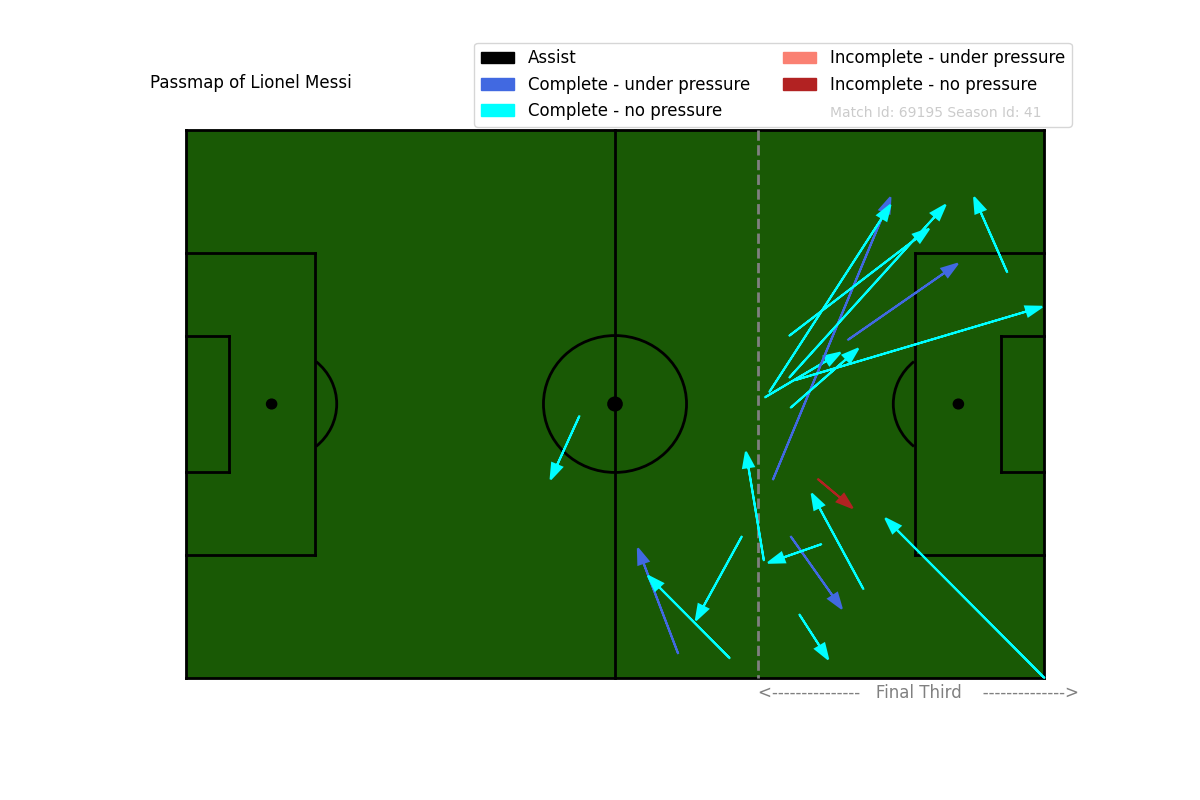 Passmap of Lionel Messi
Assist
Complete - under pressure
Complete - no pressure
Incomplete - under pressure
Incomplete - no pressure
Match Id: 69195 Season Id: 41
<--------------- Final Third -------------->